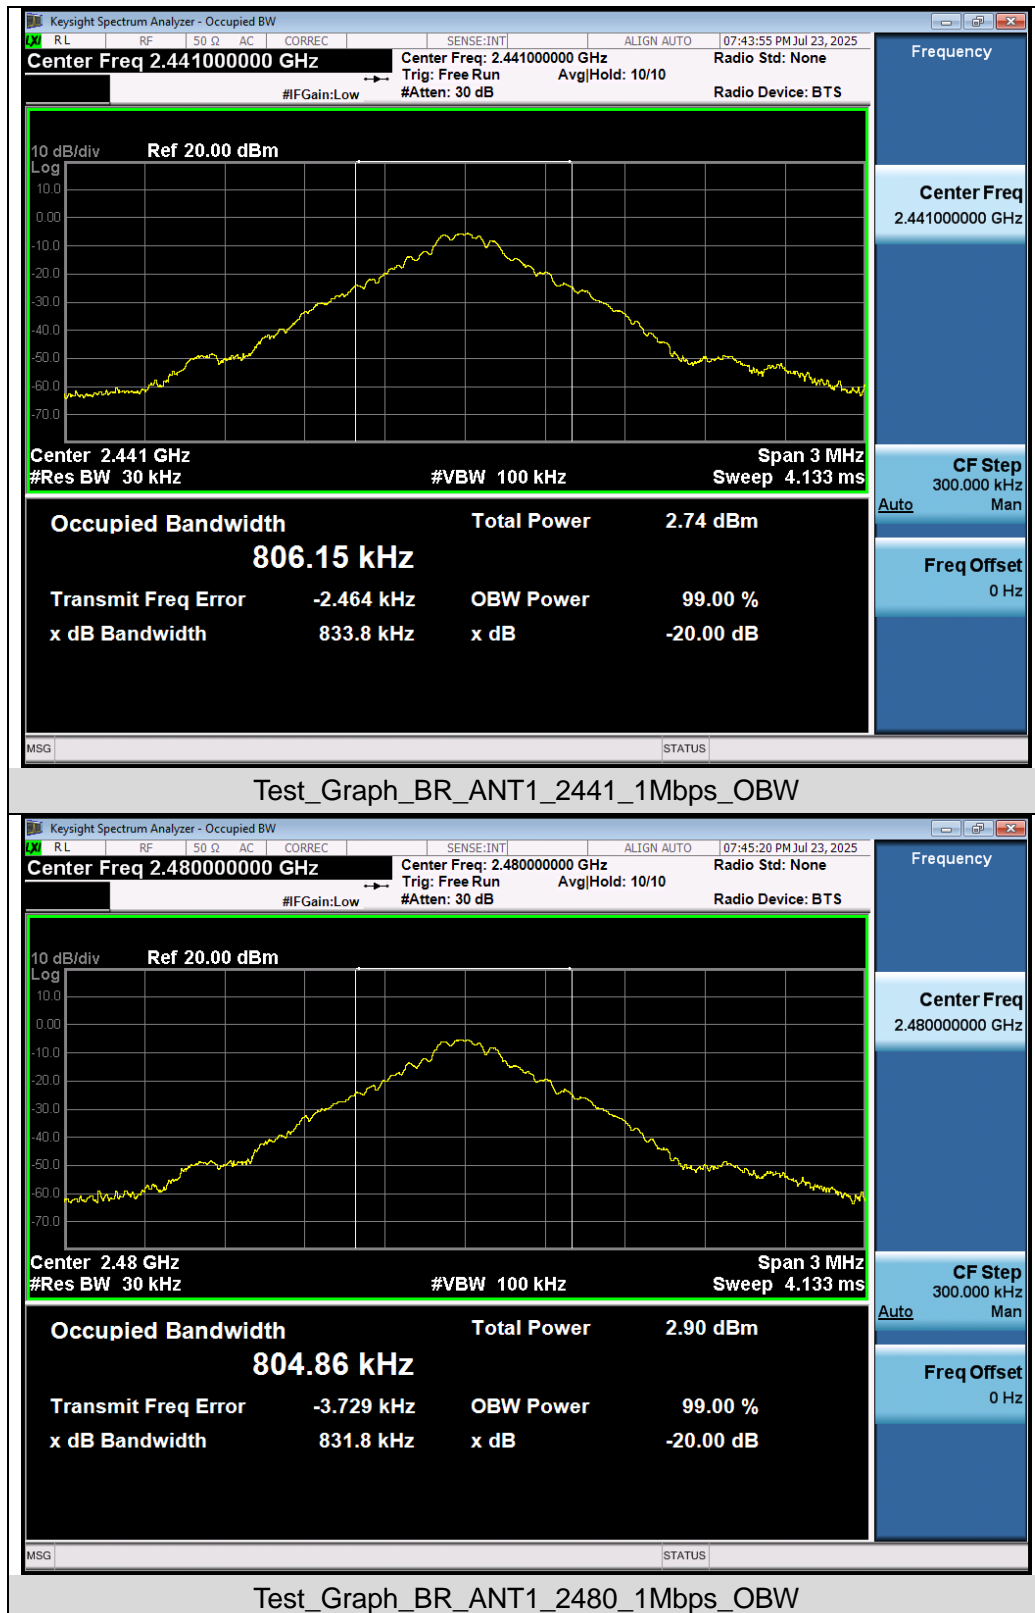 Keysight Spectrum Analyzer - Occupied BW
LXI RL RF 50 Ω AC CORREC SENSE:INT ALIGN AUTO 07:43:55 PM Jul 23, 2025
Center Freq 2.441000000 GHz
Center Freq: 2.441000000 GHz Radio Std: None
Trig: Free Run Avg|Hold: 10/10
#IFGain:Low #Atten: 30 dB Radio Device: BTS
10 dB/div Ref 20.00 dBm
Log
10.0
0.00
-10.0
-20.0
-30.0
-40.0
-50.0
-60.0
-70.0
Center 2.441 GHz Span 3 MHz
#Res BW 30 kHz #VBW 100 kHz Sweep 4.133 ms
Occupied Bandwidth Total Power 2.74 dBm
806.15 kHz
Transmit Freq Error -2.464 kHz OBW Power 99.00 %
x dB Bandwidth 833.8 kHz x dB -20.00 dB
MSG STATUS
Frequency
Center Freq
2.441000000 GHz
CF Step
300.000 kHz
Auto Man
Freq Offset
0 Hz
Test_Graph_BR_ANT1_2441_1Mbps_OBW
Keysight Spectrum Analyzer - Occupied BW
LXI RL RF 50 Ω AC CORREC SENSE:INT ALIGN AUTO 07:45:20 PM Jul 23, 2025
Center Freq 2.480000000 GHz
Center Freq: 2.480000000 GHz Radio Std: None
Trig: Free Run Avg|Hold: 10/10
#IFGain:Low #Atten: 30 dB Radio Device: BTS
10 dB/div Ref 20.00 dBm
Log
10.0
0.00
-10.0
-20.0
-30.0
-40.0
-50.0
-60.0
-70.0
Center 2.48 GHz Span 3 MHz
#Res BW 30 kHz #VBW 100 kHz Sweep 4.133 ms
Occupied Bandwidth Total Power 2.90 dBm
804.86 kHz
Transmit Freq Error -3.729 kHz OBW Power 99.00 %
x dB Bandwidth 831.8 kHz x dB -20.00 dB
MSG STATUS
Frequency
Center Freq
2.480000000 GHz
CF Step
300.000 kHz
Auto Man
Freq Offset
0 Hz
Test_Graph_BR_ANT1_2480_1Mbps_OBW